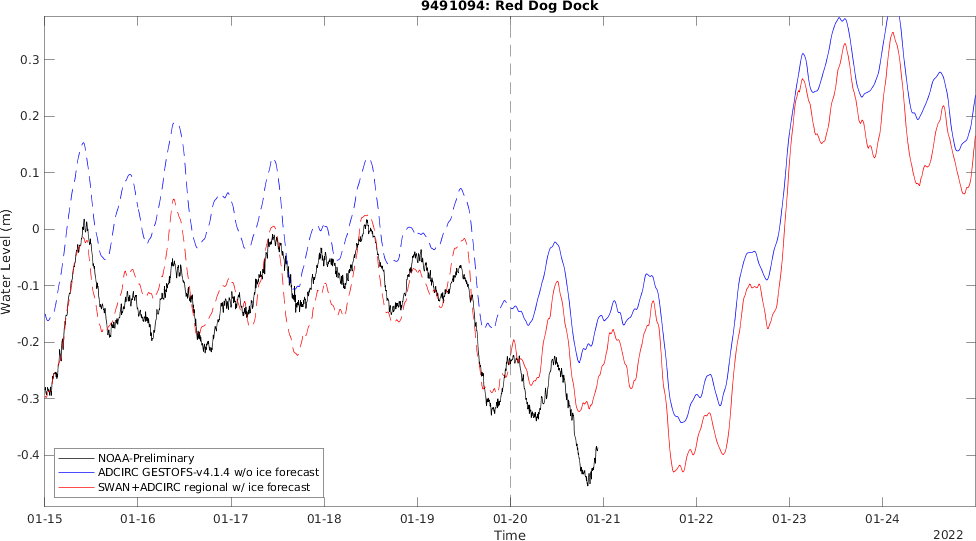 9491094: Red Dog Dock
Water Level (m)
0.3
0.2
0.1
0
-0.1
-0.2
-0.3
-0.4
NOAA-Preliminary
ADCIRC GESTOFS-v4.1.4 w/o ice forecast
SWAN+ADCIRC regional w/ ice forecast
01-15 01-16 01-17 01-18 01-19 01-20 01-21 01-22 01-23 01-24
Time
2022